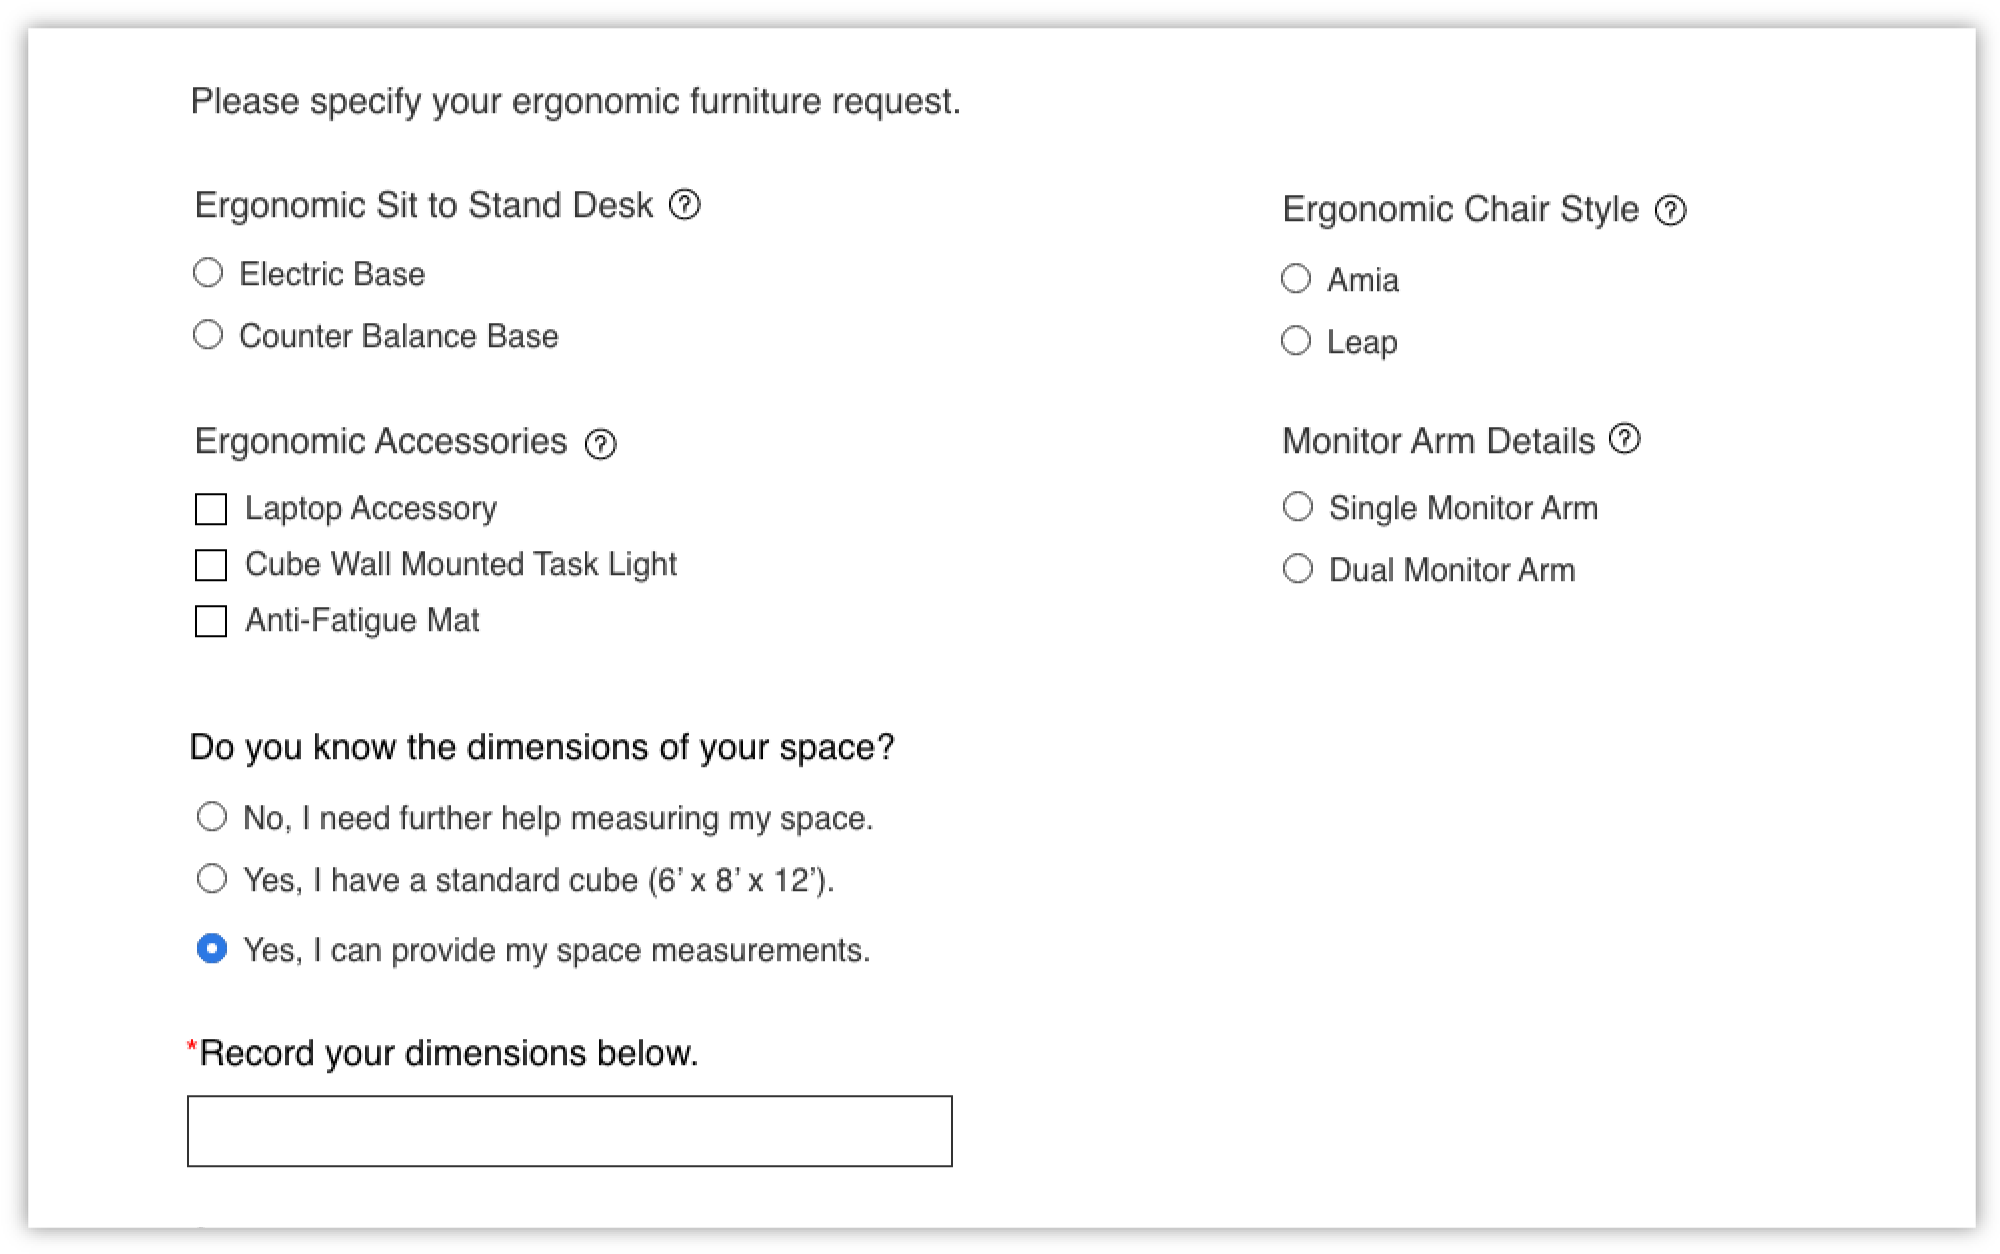 Please specify your ergonomic furniture request.
Ergonomic Sit to Stand Desk ?
Electric Base
Counter Balance Base
Ergonomic Chair Style ?
Amia
Leap
Ergonomic Accessories ?
Laptop Accessory
Cube Wall Mounted Task Light
Anti-Fatigue Mat
Monitor Arm Details ?
Single Monitor Arm
Dual Monitor Arm
Do you know the dimensions of your space?
No, I need further help measuring my space.
Yes, I have a standard cube (6’ x 8’ x 12’).
Yes, I can provide my space measurements.
*Record your dimensions below.